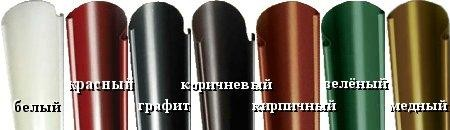 белый
красный
графит
коричневый
кирпичный
зелёный
медный